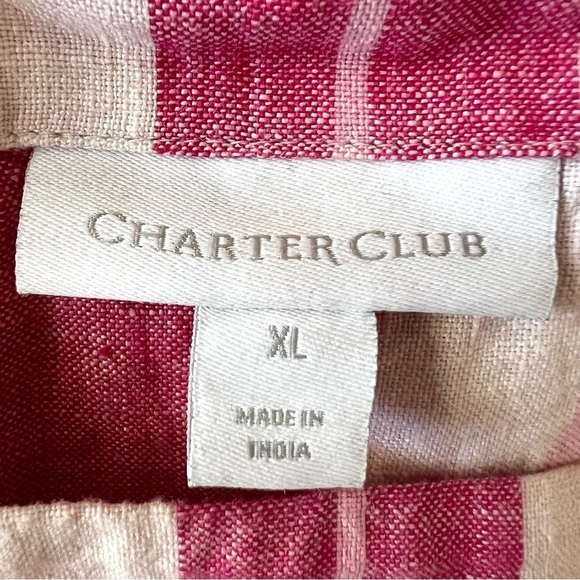 CHARTER CLUB
XL
MADE IN
INDIA